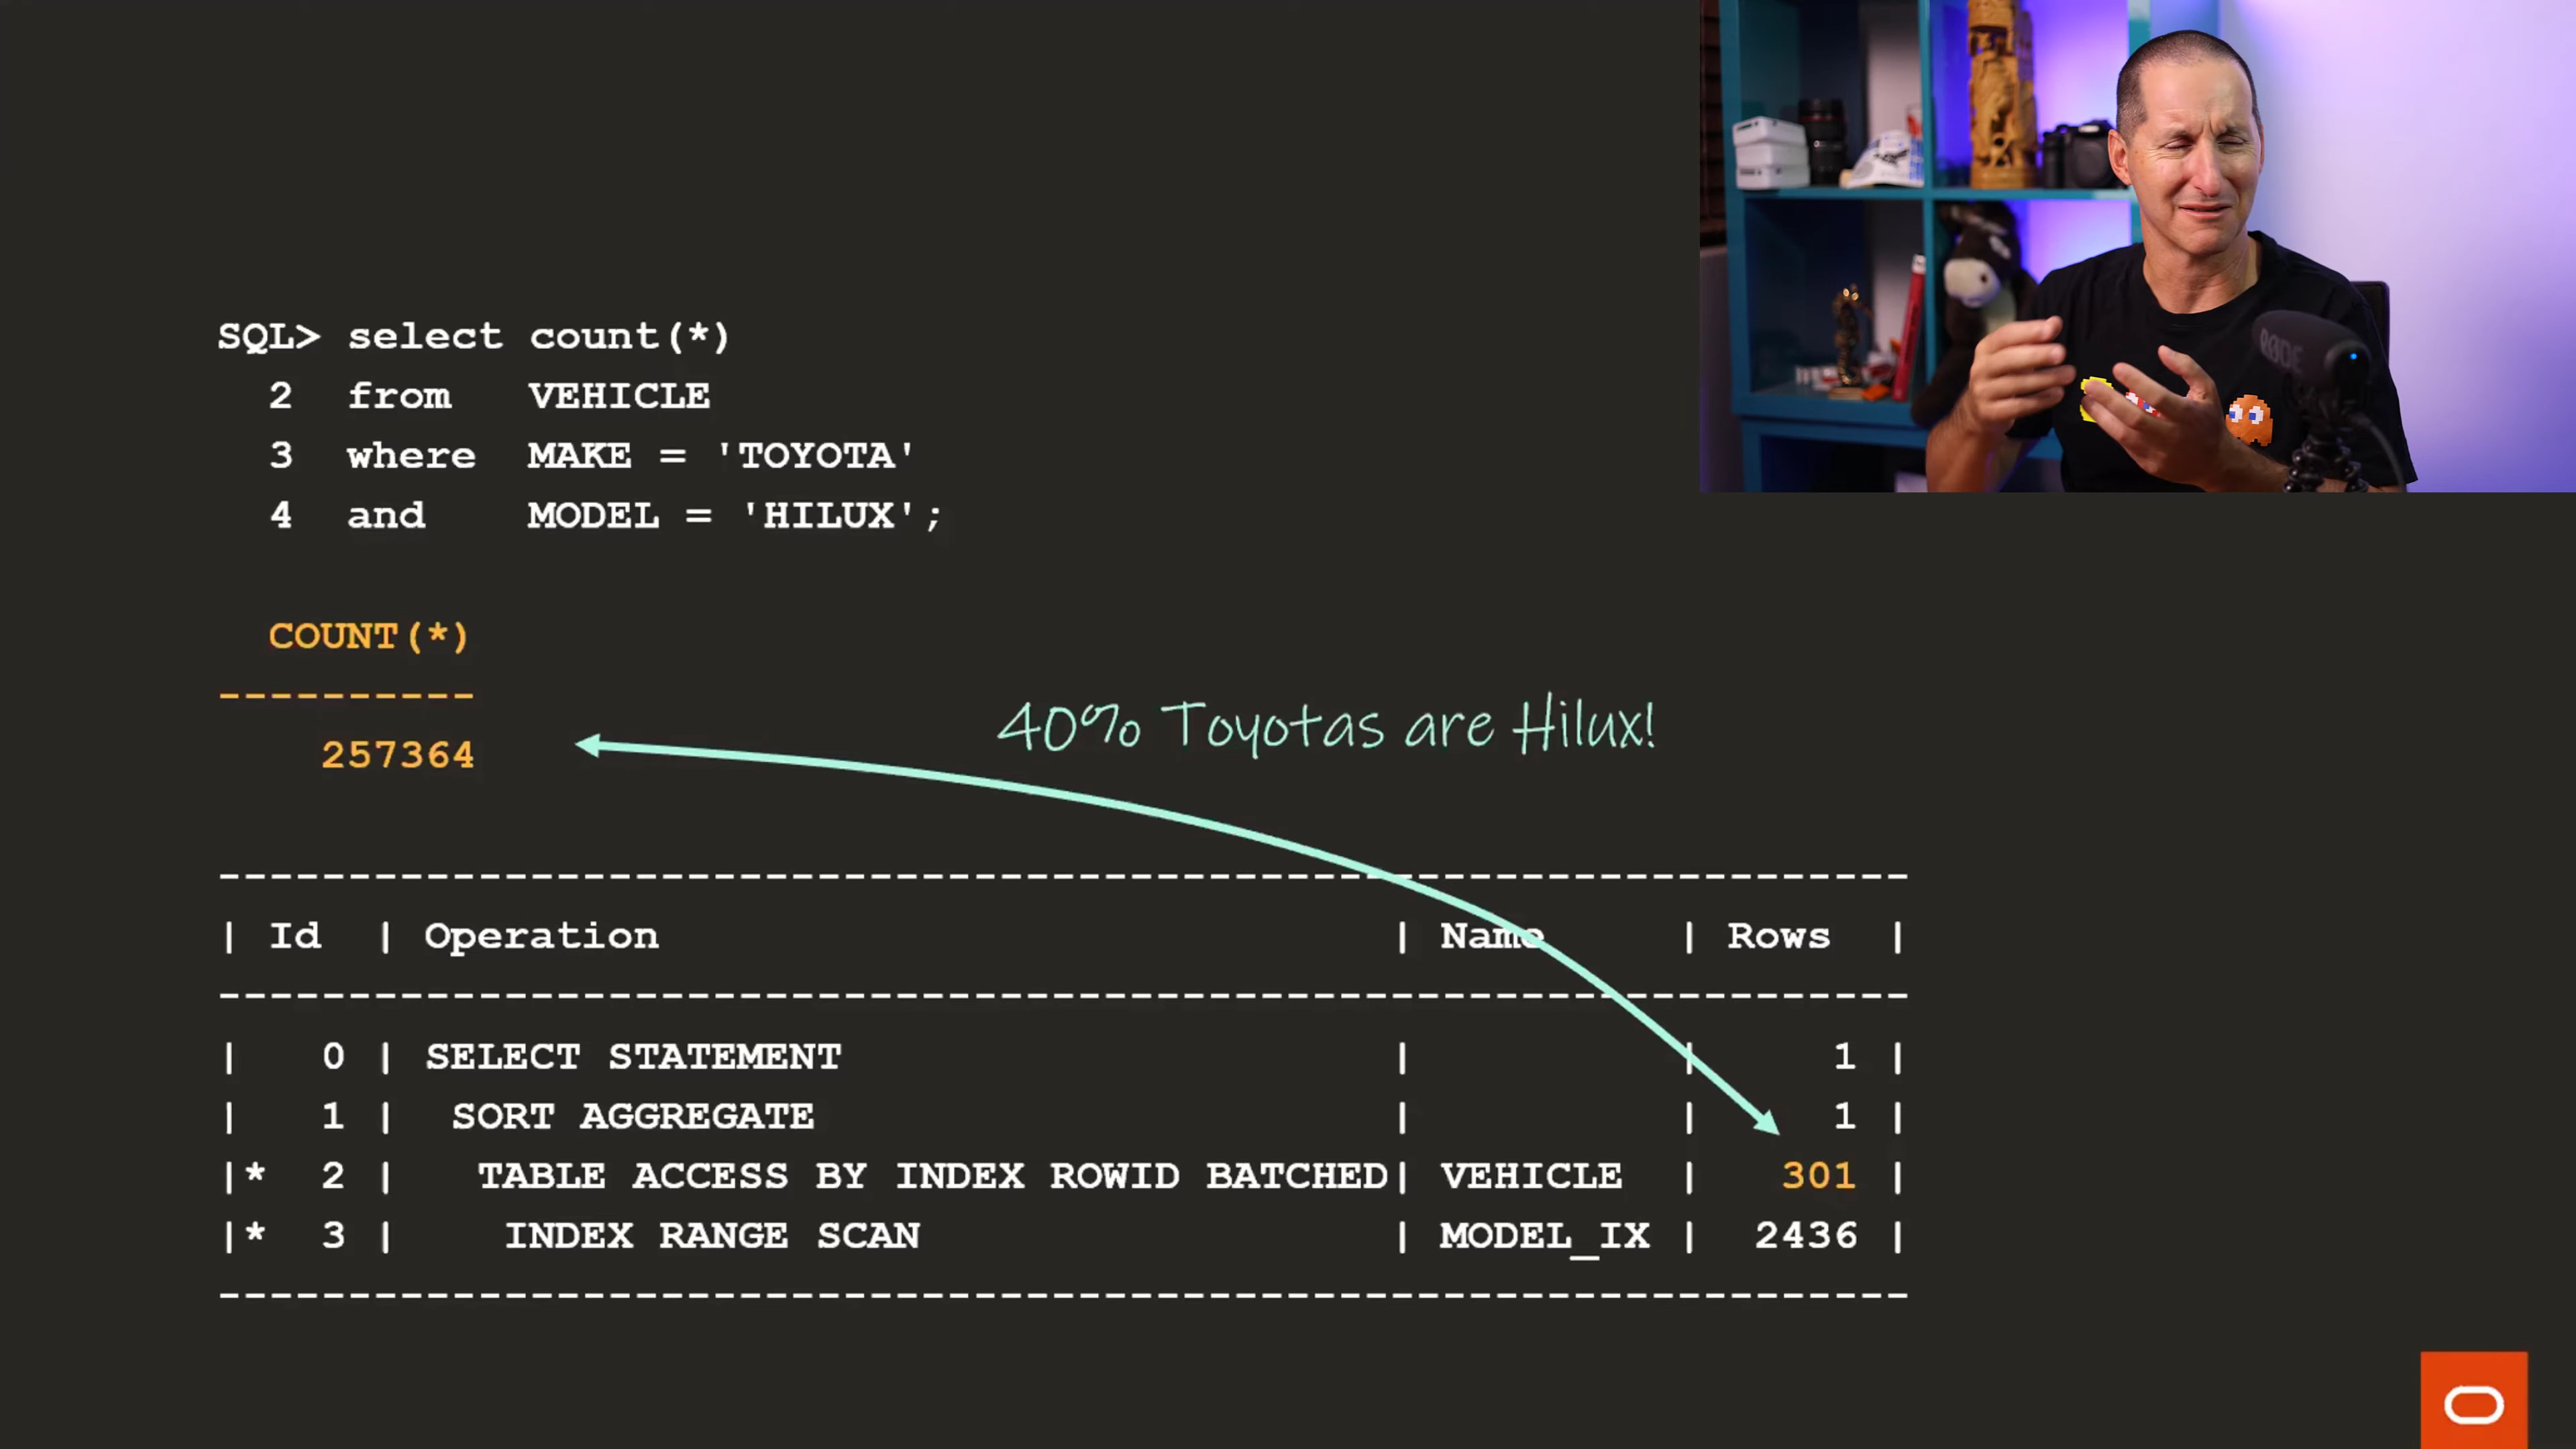 SQL> select count(*)
2 from VEHICLE
3 where MAKE = 'TOYOTA'
4 and MODEL = 'HILUX';
COUNT(*)
----------
257364
40% Toyotas are Hilux!
-----------------------------------------------------------------
| Id | Operation | Name | Rows |
-----------------------------------------------------------------
| 0 | SELECT STATEMENT | | 1 |
| 1 | SORT AGGREGATE | | 1 |
|* 2 | TABLE ACCESS BY INDEX ROWID BATCHED| VEHICLE | 301 |
|* 3 | INDEX RANGE SCAN | MODEL_IX | 2436 |
-----------------------------------------------------------------
RØDE